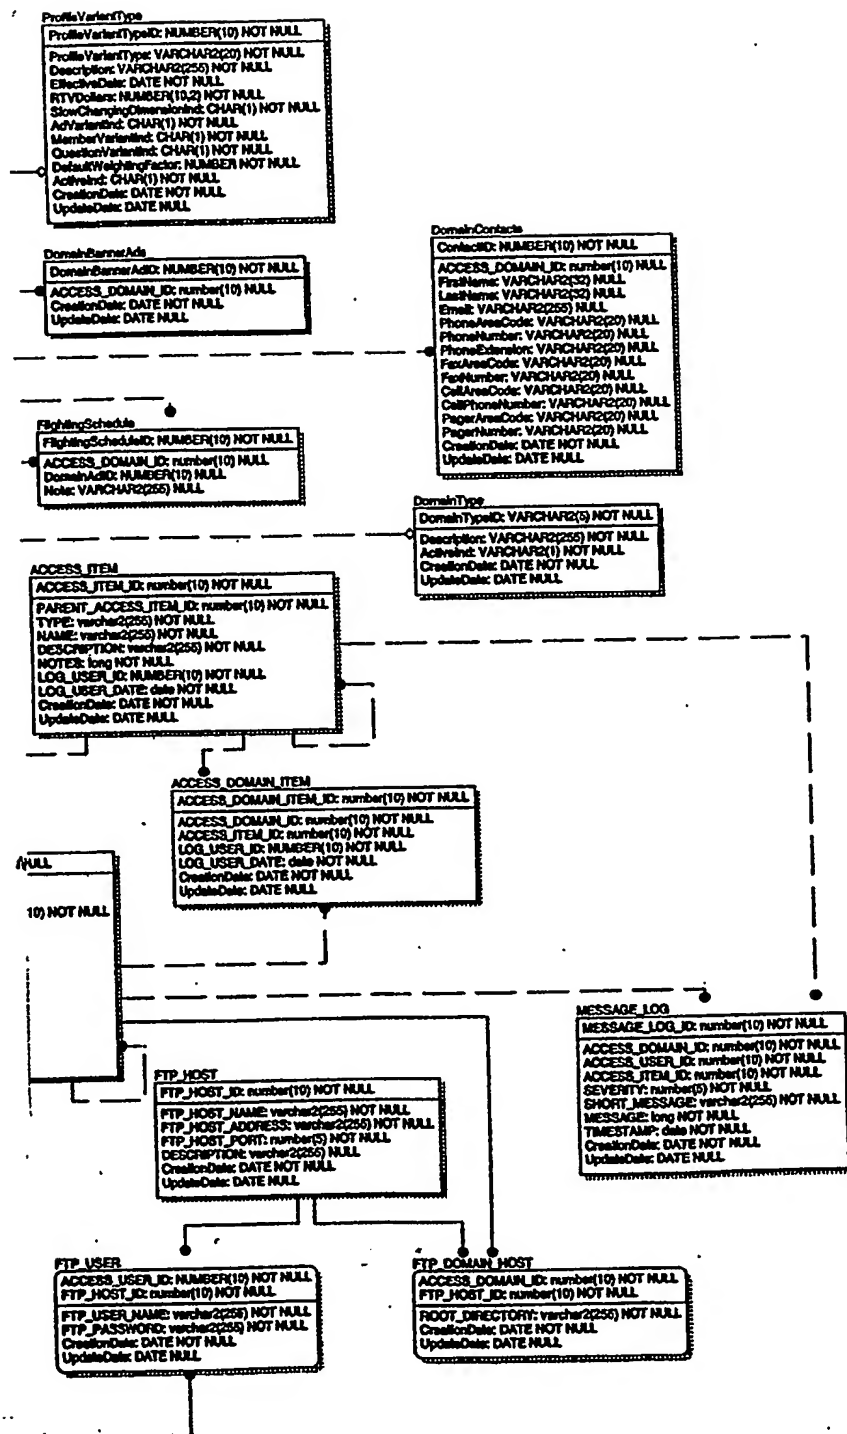 ProfileVariantType
ProfileVariantTypeID: NUMBER(10) NOT NULL
ProfileVariantType: VARCHAR2(20) NOT NULL
Description: VARCHAR2(255) NOT NULL
EffectiveDate: DATE NOT NULL
RTVDollars: NUMBER(10,2) NOT NULL
SlowChangingDimensionInd: CHAR(1) NOT NULL
AdVariantInd: CHAR(1) NOT NULL
MemberVariantInd: CHAR(1) NOT NULL
QuestionVariantInd: CHAR(1) NOT NULL
DefaultWeightingFactor: NUMBER NOT NULL
ActiveInd: CHAR(1) NOT NULL
CreationDate: DATE NOT NULL
UpdateDate: DATE NULL
DomainBannerAds
DomainBannerAdID: NUMBER(10) NOT NULL
ACCESS_DOMAIN_ID: number(10) NULL
CreationDate: DATE NOT NULL
UpdateDate: DATE NULL
DomainContacts
ContactID: NUMBER(10) NOT NULL
ACCESS_DOMAIN_ID: number(10) NULL
FirstName: VARCHAR2(32) NULL
LastName: VARCHAR2(32) NULL
Email: VARCHAR2(255) NULL
PhoneAreaCode: VARCHAR2(20) NULL
PhoneNumber: VARCHAR2(20) NULL
PhoneExtension: VARCHAR2(20) NULL
FaxAreaCode: VARCHAR2(20) NULL
FaxNumber: VARCHAR2(20) NULL
CellAreaCode: VARCHAR2(20) NULL
CellPhoneNumber: VARCHAR2(20) NULL
PagerAreaCode: VARCHAR2(20) NULL
PagerNumber: VARCHAR2(20) NULL
CreationDate: DATE NOT NULL
UpdateDate: DATE NULL
FlightingSchedule
FlightingScheduleID: NUMBER(10) NOT NULL
ACCESS_DOMAIN_ID: number(10) NULL
DomainAdID: NUMBER(10) NULL
Note: VARCHAR2(255) NULL
DomainType
DomainTypeID: VARCHAR2(5) NOT NULL
Description: VARCHAR2(255) NOT NULL
ActiveInd: VARCHAR2(1) NOT NULL
CreationDate: DATE NOT NULL
UpdateDate: DATE NULL
ACCESS_ITEM
ACCESS_ITEM_ID: number(10) NOT NULL
PARENT_ACCESS_ITEM_ID: number(10) NOT NULL
TYPE: varchar2(255) NOT NULL
NAME: varchar2(255) NOT NULL
DESCRIPTION: varchar2(255) NOT NULL
NOTES: long NOT NULL
LOG_USER_ID: NUMBER(10) NOT NULL
LOG_USER_DATE: date NOT NULL
CreationDate: DATE NOT NULL
UpdateDate: DATE NULL
ACCESS_DOMAIN_ITEM
ACCESS_DOMAIN_ITEM_ID: number(10) NOT NULL
ACCESS_DOMAIN_ID: number(10) NOT NULL
ACCESS_ITEM_ID: number(10) NOT NULL
LOG_USER_ID: NUMBER(10) NOT NULL
LOG_USER_DATE: date NOT NULL
CreationDate: DATE NOT NULL
UpdateDate: DATE NULL
NULL
10) NOT NULL
MESSAGE_LOG
MESSAGE_LOG_ID: number(10) NOT NULL
ACCESS_DOMAIN_ID: number(10) NOT NULL
ACCESS_USER_ID: number(10) NOT NULL
ACCESS_ITEM_ID: number(10) NOT NULL
SEVERITY: number(5) NOT NULL
SHORT_MESSAGE: varchar2(255) NOT NULL
MESSAGE: long NOT NULL
TIMESTAMP: date NOT NULL
CreationDate: DATE NOT NULL
UpdateDate: DATE NULL
FTP_HOST
FTP_HOST_ID: number(10) NOT NULL
FTP_HOST_NAME: varchar2(255) NOT NULL
FTP_HOST_ADDRESS: varchar2(255) NOT NULL
FTP_HOST_PORT: number(5) NOT NULL
DESCRIPTION: varchar2(255) NULL
CreationDate: DATE NOT NULL
UpdateDate: DATE NULL
FTP_USER
ACCESS_USER_ID: NUMBER(10) NOT NULL
FTP_HOST_ID: number(10) NOT NULL
FTP_USER_NAME: varchar2(255) NOT NULL
FTP_PASSWORD: varchar2(255) NOT NULL
CreationDate: DATE NOT NULL
UpdateDate: DATE NULL
FTP_DOMAIN_HOST
ACCESS_DOMAIN_ID: number(10) NOT NULL
FTP_HOST_ID: number(10) NOT NULL
ROOT_DIRECTORY: varchar2(255) NOT NULL
CreationDate: DATE NOT NULL
UpdateDate: DATE NULL